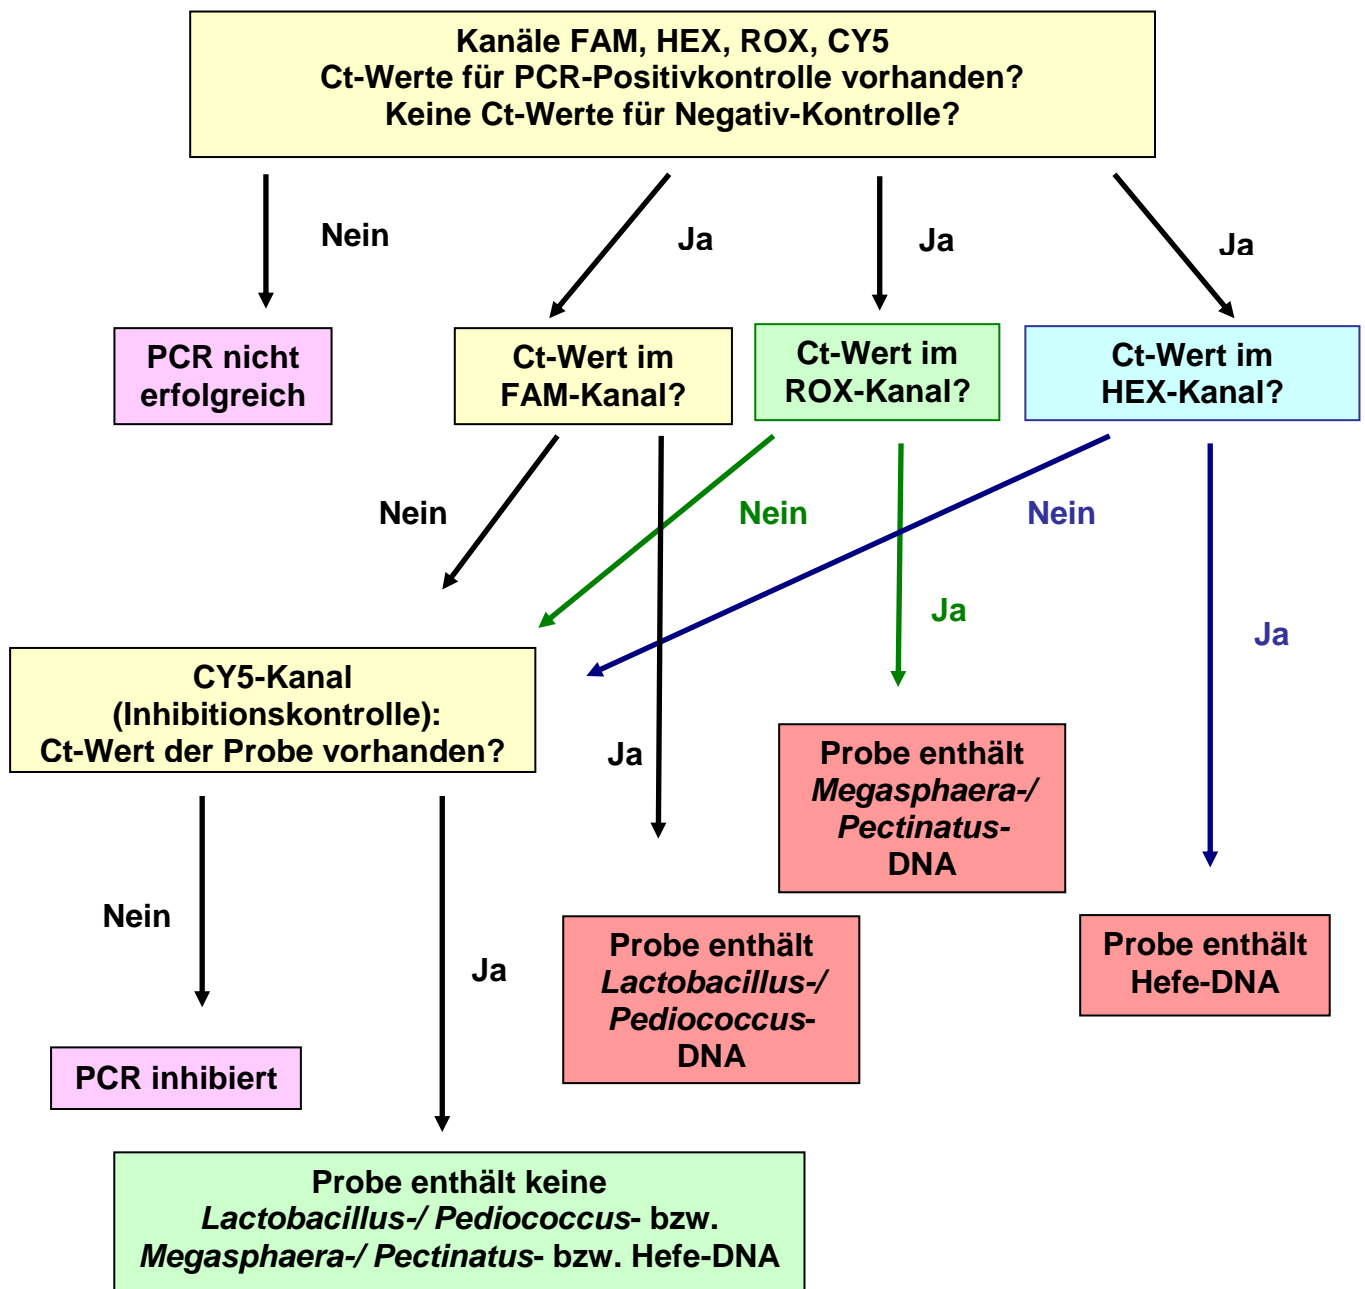 Kanäle FAM, HEX, ROX, CY5
Ct-Werte für PCR-Positivkontrolle vorhanden?
Keine Ct-Werte für Negativ-Kontrolle?
Nein
Ja
Ja
Ja
PCR nicht
erfolgreich
Ct-Wert im
FAM-Kanal?
Ct-Wert im
ROX-Kanal?
Ct-Wert im
HEX-Kanal?
Nein
Nein
Nein
Ja
Ja
CY5-Kanal
(Inhibitionskontrolle):
Ct-Wert der Probe vorhanden?
Ja
Probe enthält
Megasphaera-/
Pectinatus-
DNA
Nein
Ja
Probe enthält
Lactobacillus-/
Pediococcus-
DNA
Probe enthält
Hefe-DNA
PCR inhibiert
Probe enthält keine
Lactobacillus-/ Pediococcus- bzw.
Megasphaera-/ Pectinatus- bzw. Hefe-DNA